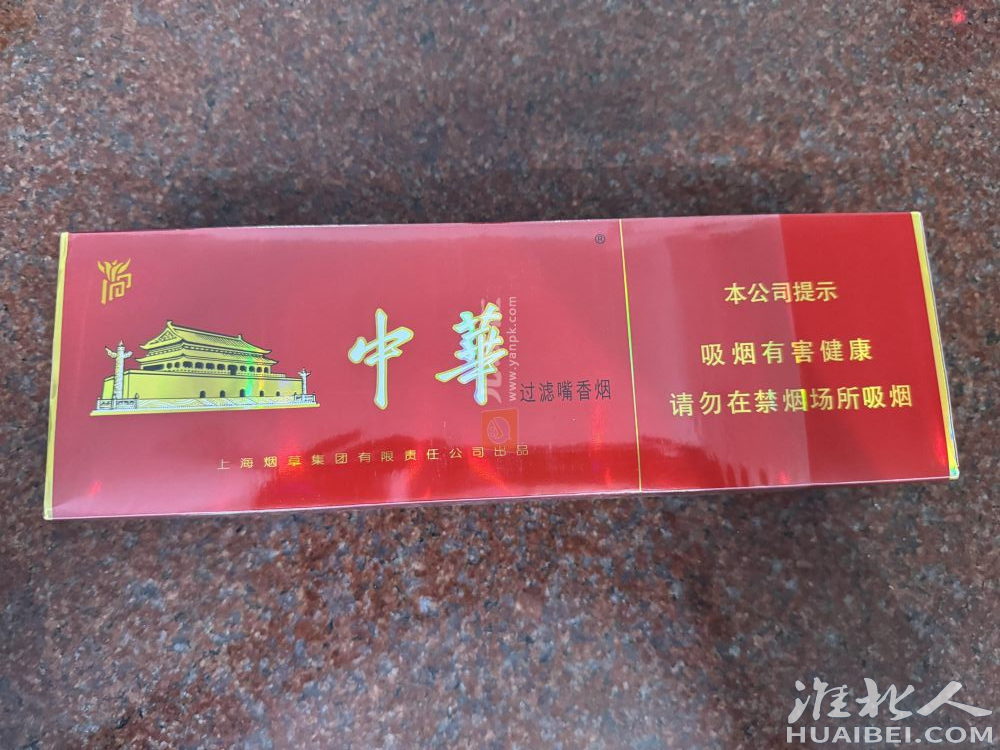 ®
中華
过滤嘴香烟
上海烟草集团有限责任公司出品
本公司提示
吸烟有害健康
请勿在禁烟场所吸烟
www.yanpk.com
淮北人
HUAIBEI.COM